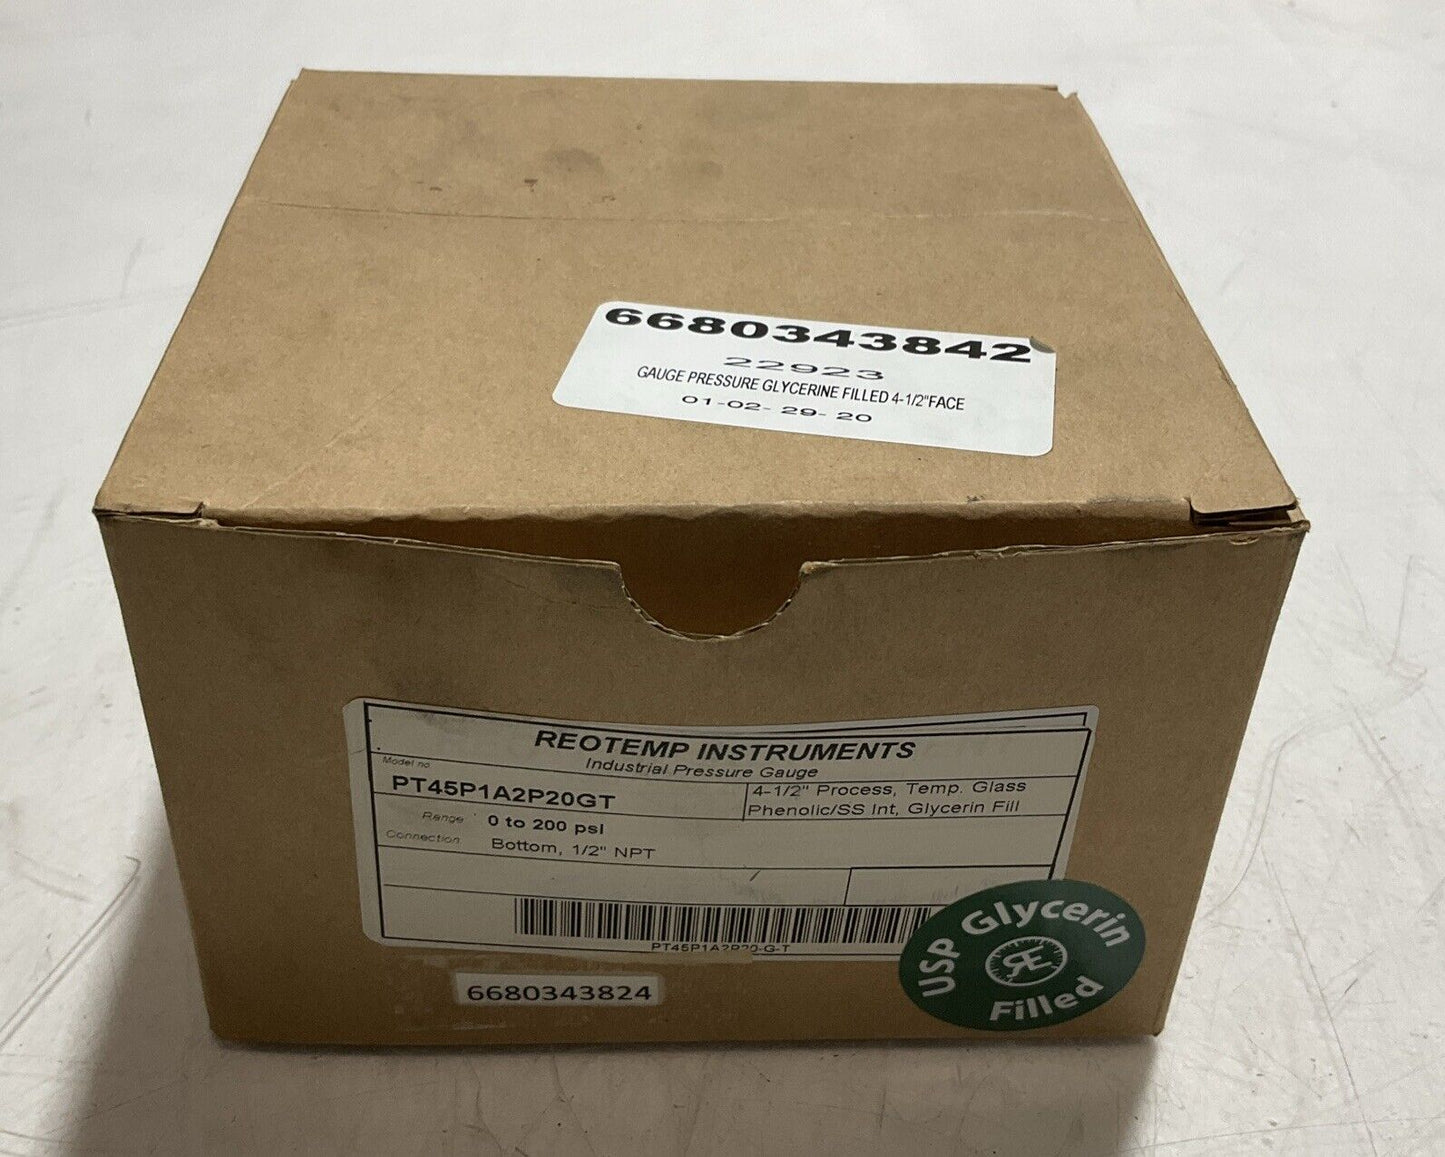 6680343842
22923
GAUGE PRESSURE GLYCERINE FILLED 4-1/2"FACE
01-02- 29- 20
REOTEMP INSTRUMENTS
Industrial Pressure Gauge
Model no.
PT45P1A2P20GT
4-1/2" Process, Temp. Glass
Phenolic/SS Int, Glycerin Fill
Range 0 to 200 psi
Connection Bottom, 1/2" NPT
PT45P1A2P20-G-T
6680343824
USP Glycerin
RE
Filled